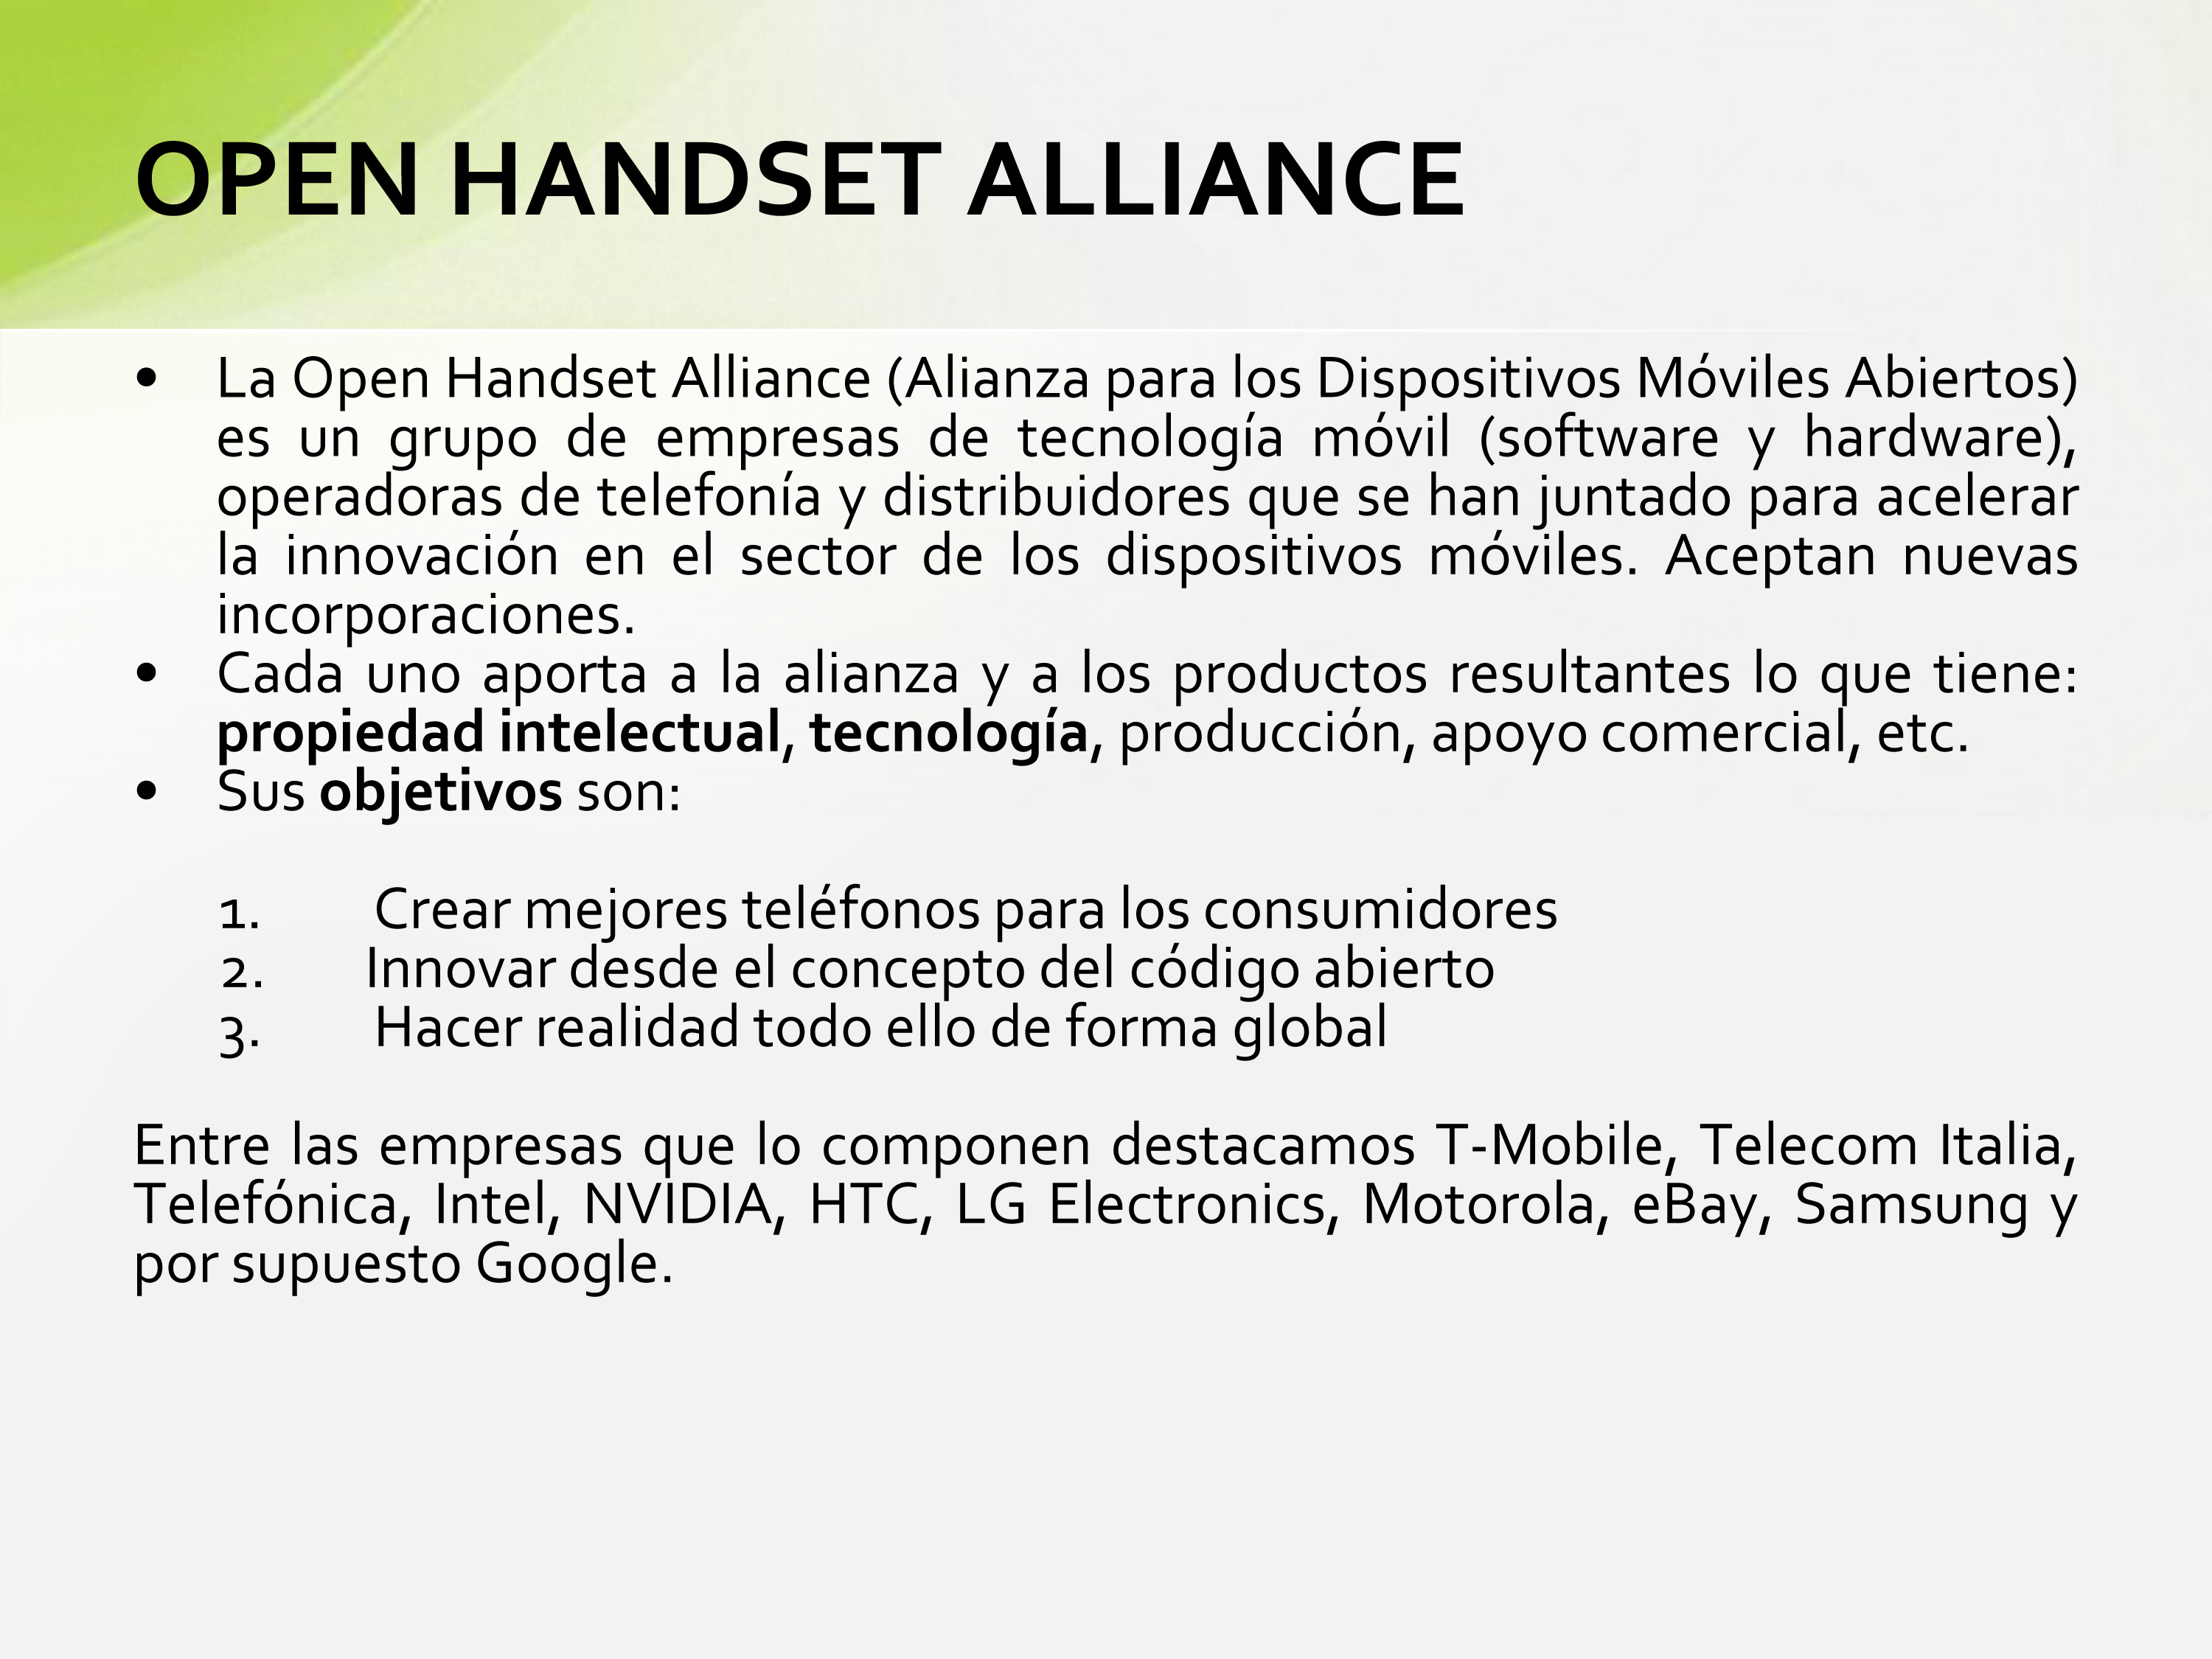 OPEN HANDSET ALLIANCE
• La Open Handset Alliance (Alianza para los Dispositivos Móviles Abiertos)
es un grupo de empresas de tecnología móvil (software y hardware),
operadoras de telefonía y distribuidores que se han juntado para acelerar
la innovación en el sector de los dispositivos móviles. Aceptan nuevas
incorporaciones.
• Cada uno aporta a la alianza y a los productos resultantes lo que tiene:
propiedad intelectual, tecnología, producción, apoyo comercial, etc.
• Sus objetivos son:
1. Crear mejores teléfonos para los consumidores
2. Innovar desde el concepto del código abierto
3. Hacer realidad todo ello de forma global
Entre las empresas que lo componen destacamos T-Mobile, Telecom Italia,
Telefónica, Intel, NVIDIA, HTC, LG Electronics, Motorola, eBay, Samsung y
por supuesto Google.